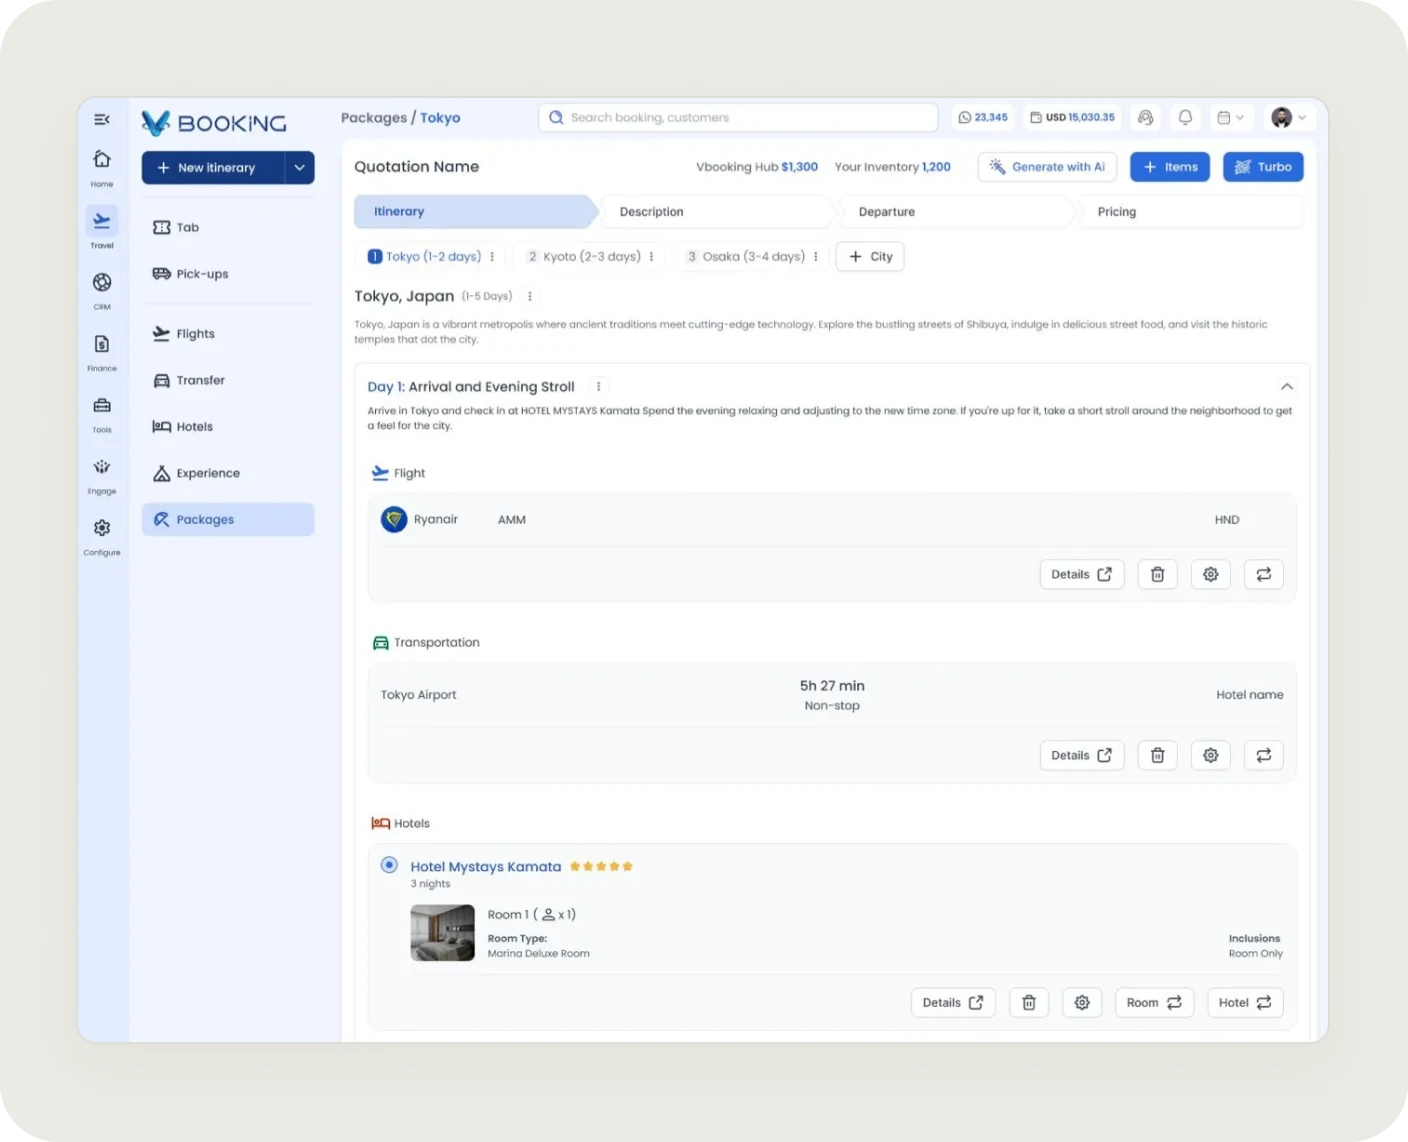 BOOKING
Packages / Tokyo
Search booking, customers
23,345
USD 15,030.35
Home
Travel
CRM
Finance
Tools
Engage
Configure
+ New itinerary
Tab
Pick-ups
Flights
Transfer
Hotels
Experience
Packages
Quotation Name
Vbooking Hub $1,300
Your Inventory 1,200
Generate with Ai
+ Items
Turbo
Itinerary
Description
Departure
Pricing
1 Tokyo (1-2 days)
2 Kyoto (2-3 days)
3 Osaka (3-4 days)
+ City
Tokyo, Japan (1-5 Days)
Tokyo, Japan is a vibrant metropolis where ancient traditions meet cutting-edge technology. Explore the bustling streets of Shibuya, indulge in delicious street food, and visit the historic
temples that dot the city.
Day 1: Arrival and Evening Stroll
Arrive in Tokyo and check in at HOTEL MYSTAYS Kamata Spend the evening relaxing and adjusting to the new time zone. If you're up for it, take a short stroll around the neighborhood to get
a feel for the city.
Flight
Ryanair
AMM
HND
Details
Transportation
Tokyo Airport
5h 27 min
Non-stop
Hotel name
Details
Hotels
Hotel Mystays Kamata
3 nights
Room 1 ( x 1)
Room Type:
Marina Deluxe Room
Inclusions
Room Only
Details
Room
Hotel